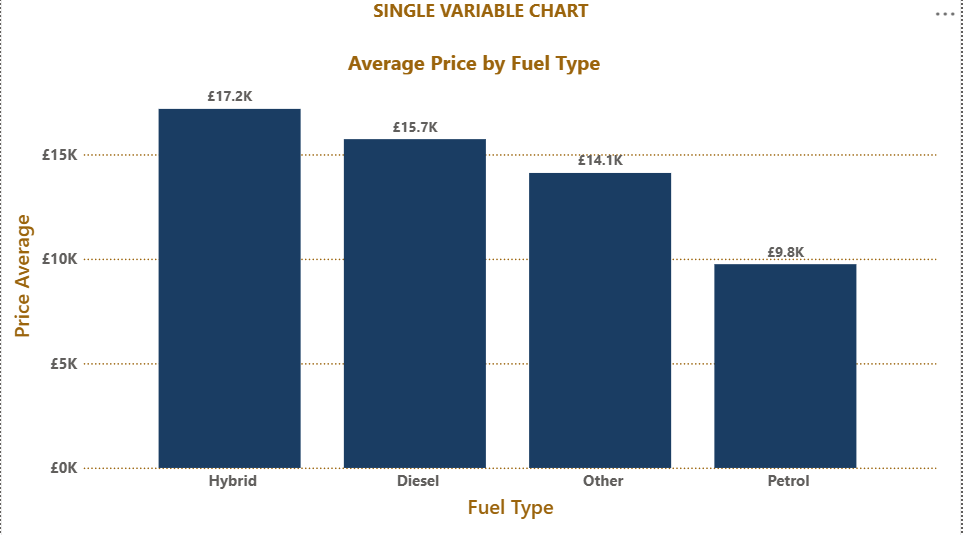 SINGLE VARIABLE CHART
...
Average Price by Fuel Type
£17.2K
£15.7K
£14.1K
£9.8K
£15K
£10K
£5K
£0K
Price Average
Hybrid Diesel Other Petrol
Fuel Type